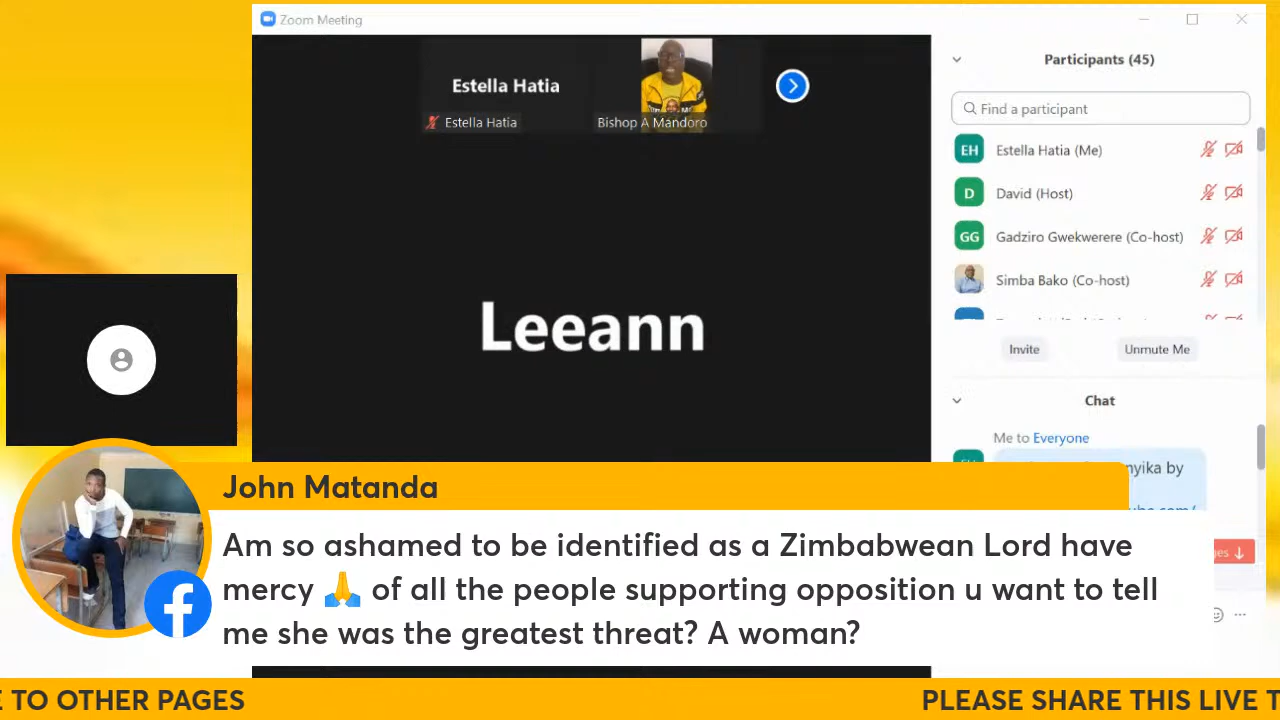 Zoom Meeting
Estella Hatia
Estella Hatia
Bishop A Mandoro
Leeann
Participants (45)
Find a participant
EH Estella Hatia (Me)
D David (Host)
GG Gadziro Gwekwerere (Co-host)
Simba Bako (Co-host)
Invite
Unmute Me
Chat
Me to Everyone
nyika by
John Matanda
Am so ashamed to be identified as a Zimbabwean Lord have
mercy 🙏 of all the people supporting opposition u want to tell
me she was the greatest threat? A woman?
E TO OTHER PAGES
PLEASE SHARE THIS LIVE T